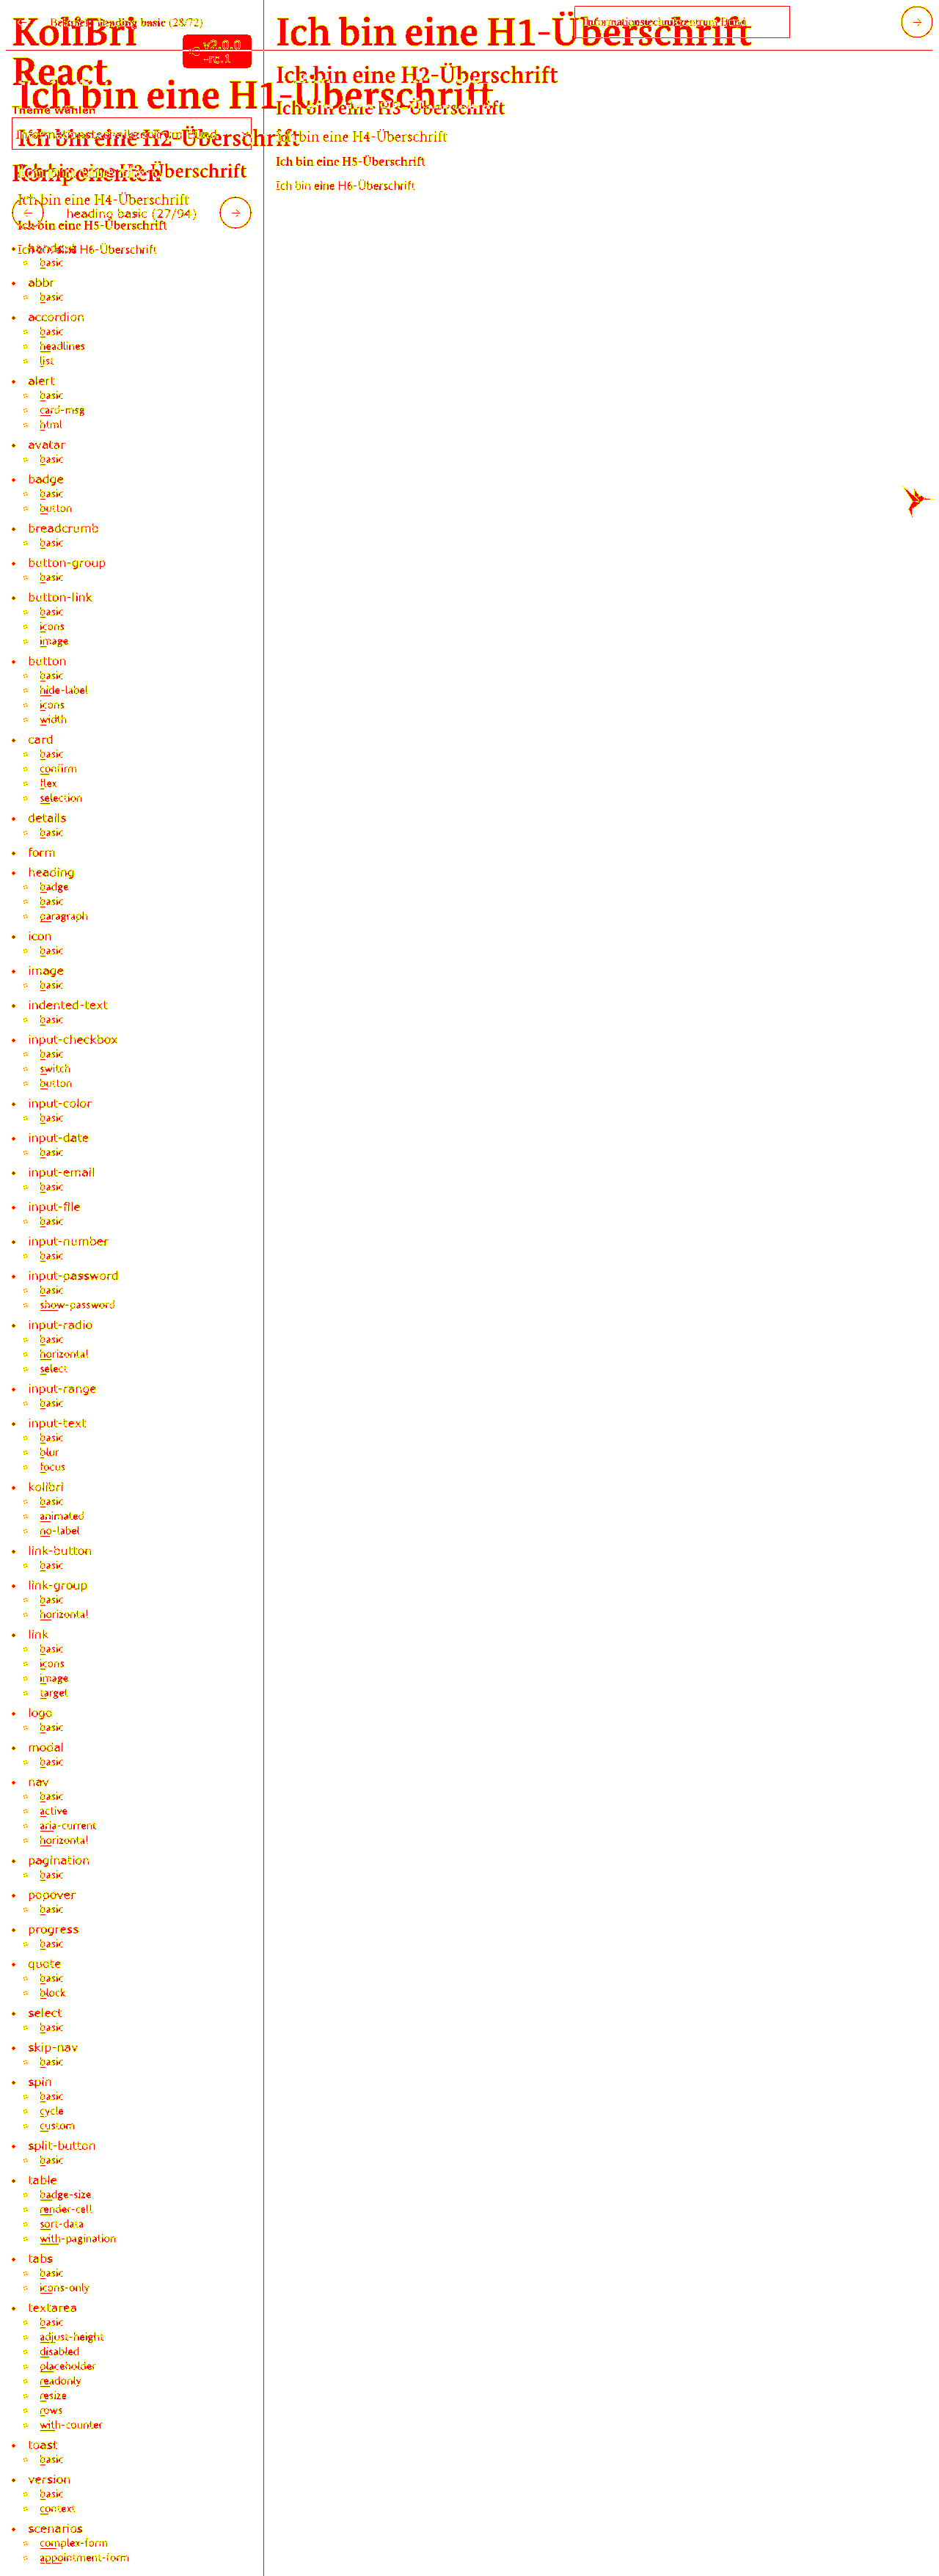 KoliBri
React
v2.0.0
-rc.1
Theme wählen
Komponenten
heading basic (27/94)
heading basic (28/72)
Informationstechnikzentrum Bund
Ich bin eine H1-Überschrift
Ich bin eine H2-Überschrift
Ich bin eine H3-Überschrift
Ich bin eine H4-Überschrift
Ich bin eine H5-Überschrift
Ich bin eine H6-Überschrift
Ich bin eine H1-Überschrift
Ich bin eine H2-Überschrift
Ich bin eine H3-Überschrift
Ich bin eine H4-Überschrift
Ich bin eine H5-Überschrift
Ich bin eine H6-Überschrift
basic
abbr
basic
accordion
basic
headlines
list
alert
basic
card-msg
html
avatar
basic
badge
basic
button
breadcrumb
basic
button-group
basic
button-link
basic
icons
image
button
basic
hide-label
icons
width
card
basic
confirm
flex
selection
details
basic
form
heading
badge
basic
paragraph
icon
basic
image
basic
indented-text
basic
input-checkbox
basic
switch
button
input-color
basic
input-date
basic
input-email
basic
input-file
basic
input-number
basic
input-password
basic
show-password
input-radio
basic
horizontal
select
input-range
basic
input-text
basic
blur
focus
kolibri
basic
animated
no-label
link-button
basic
link-group
basic
horizontal
link
basic
icons
image
target
logo
basic
modal
basic
nav
basic
active
aria-current
horizontal
pagination
basic
popover
basic
progress
basic
quote
basic
block
select
basic
skip-nav
basic
spin
basic
cycle
custom
split-button
basic
table
badge-size
render-cell
sort-data
with-pagination
tabs
basic
icons-only
textarea
basic
adjust-height
disabled
placeholder
readonly
resize
rows
with-counter
toast
basic
version
basic
context
scenarios
complex-form
appointment-form